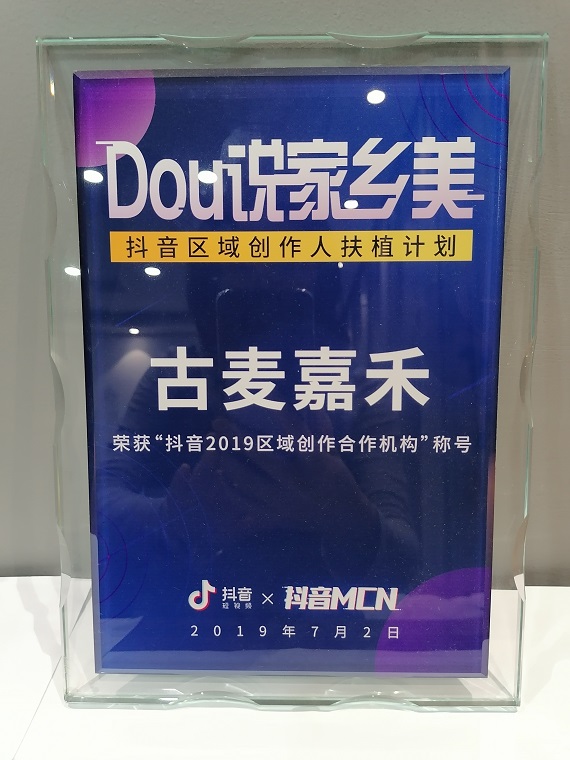 Dou说家乡美
抖音区域创作人扶植计划
古麦嘉禾
荣获“抖音2019区域创作合作机构”称号
抖音 短视频 × 抖音MCN
2019年7月2日